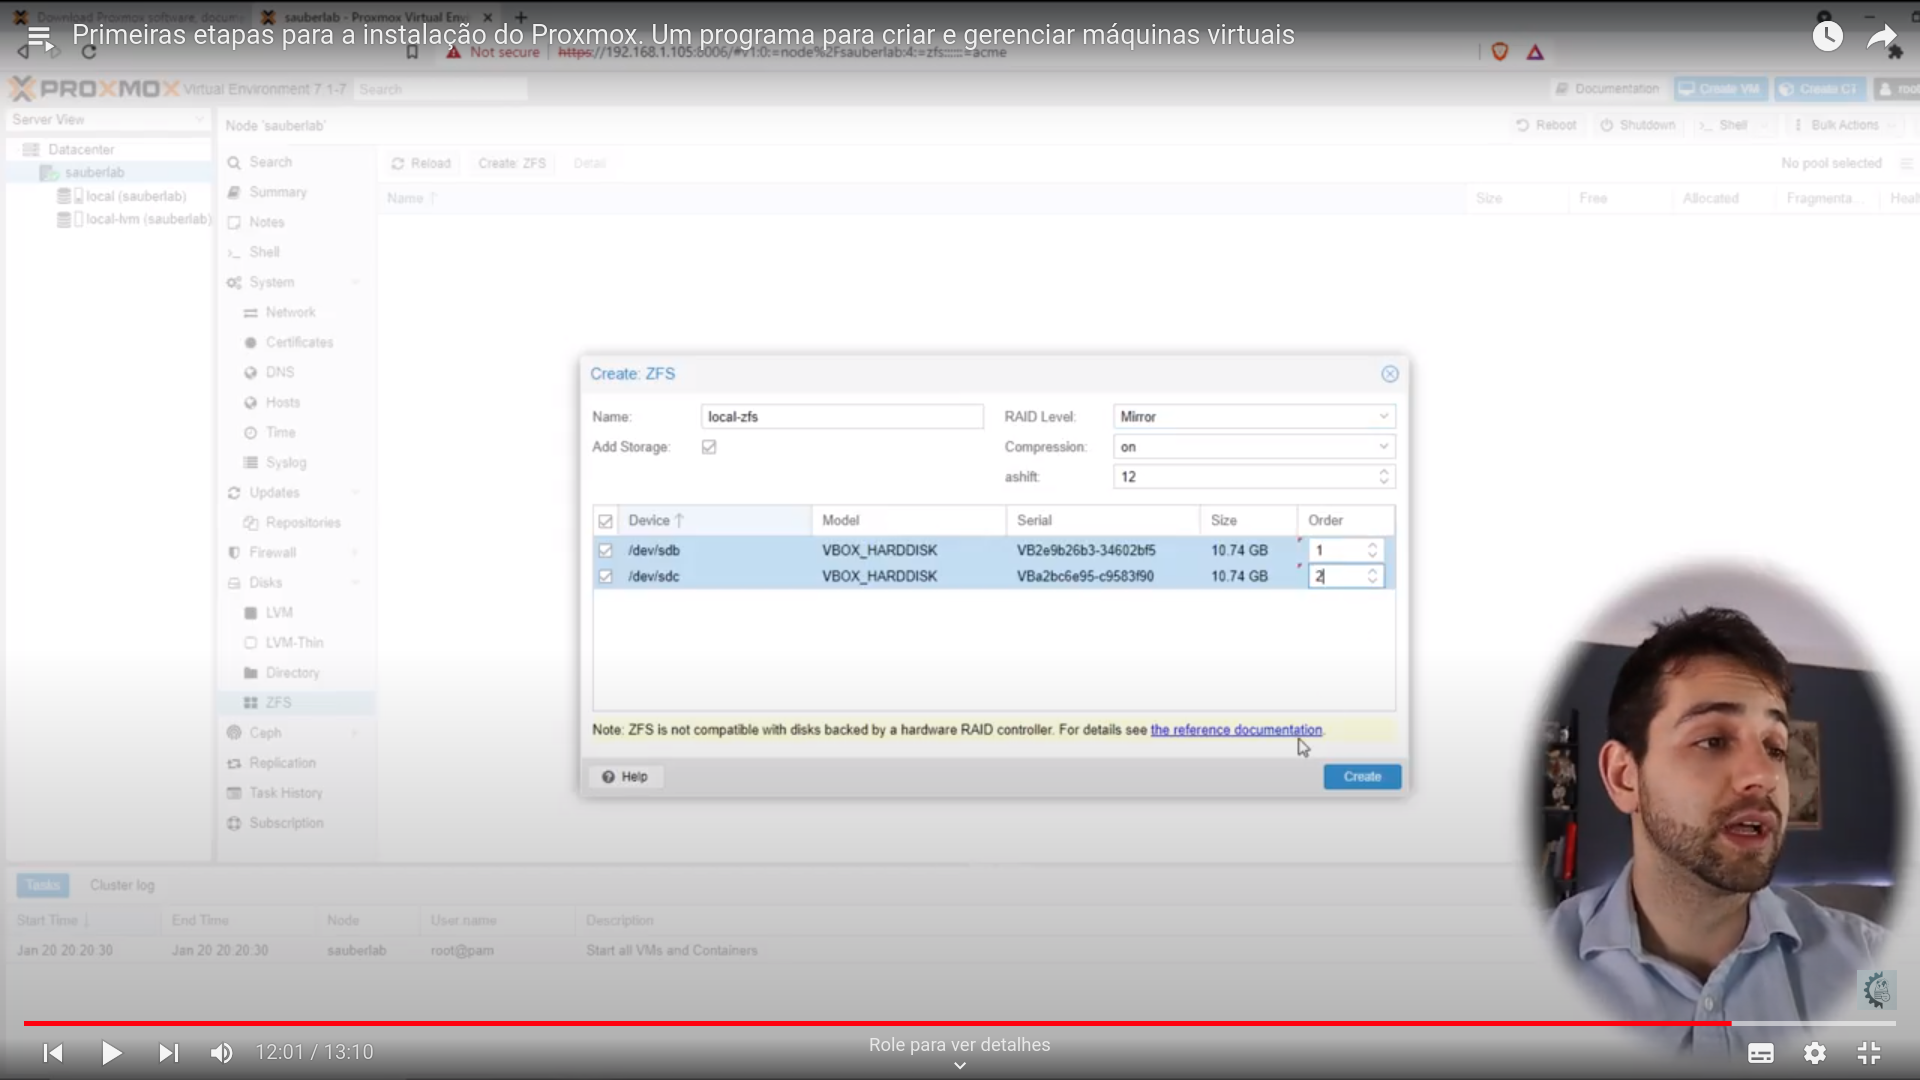 Download Proxmox software, docum
sauberlab - Proxmox Virtual Env
Primeiras etapas para a instalação do Proxmox. Um programa para criar e gerenciar máquinas virtuais
Not secure
https://192.168.1.105:8006/#v1:0:=node%2Fsauberlab:4:=zfs::::::=acme
PROXMOX Virtual Environment 7.1-7 Search
Documentation
Create VM
Create CT
root
Server View
Node 'sauberlab'
Reboot
Shutdown
Shell
Bulk Actions
Datacenter
sauberlab
local (sauberlab)
local-lvm (sauberlab)
Search
Summary
Notes
Shell
System
Network
Certificates
DNS
Hosts
Time
Syslog
Updates
Repositories
Firewall
Disks
LVM
LVM-Thin
Directory
ZFS
Ceph
Replication
Task History
Subscription
Reload
Create: ZFS
Detail
No pool selected
Name Size Free Allocated Fragmenta... Healt
Create: ZFS
Name: local-zfs RAID Level: Mirror
Add Storage: Compression: on
ashift: 12
Device Model Serial Size Order
/dev/sdb VBOX_HARDDISK VB2e9b26b3-34602bf5 10.74 GB 1
/dev/sdc VBOX_HARDDISK VBa2bc6e95-c9583f90 10.74 GB 2
Note: ZFS is not compatible with disks backed by a hardware RAID controller. For details see the reference documentation.
Help
Create
Tasks Cluster log
Start Time End Time Node User name Description
Jan 20 20:20:30 Jan 20 20:20:30 sauberlab root@pam Start all VMs and Containers
12:01 / 13:10
Role para ver detalhes